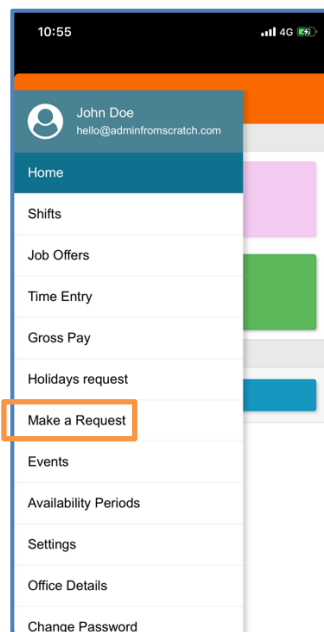 10:55
4G
John Doe
hello@adminfromscratch.com
Home
Shifts
Job Offers
Time Entry
Gross Pay
Holidays request
Make a Request
Events
Availability Periods
Settings
Office Details
Change Password